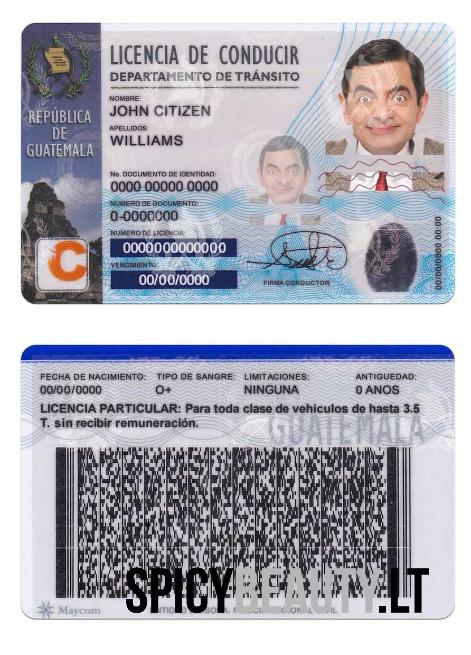 LICENCIA DE CONDUCIR
DEPARTAMENTO DE TRÁNSITO
REPÚBLICA
DE
GUATEMALA
NOMBRE:
JOHN CITIZEN
APELLIDOS:
WILLIAMS
No. DOCUMENTO DE IDENTIDAD:
0000 00000 0000
NUMERO DE DOCUMENTO:
0-0000000
NUMERO DE LICENCIA:
0000000000000
VENCIMIENTO:
00/00/0000
C
FIRMA CONDUCTOR
00/00/0000 00:00
FECHA DE NACIMIENTO: TIPO DE SANGRE: LIMITACIONES: ANTIGUEDAD:
00/00/0000 O+ NINGUNA 0 ANOS
LICENCIA PARTICULAR: Para toda clase de vehiculos de hasta 3.5
T. sin recibir remuneración.
GUATEMALA
Maycom
SPICYBEAUTY.LT